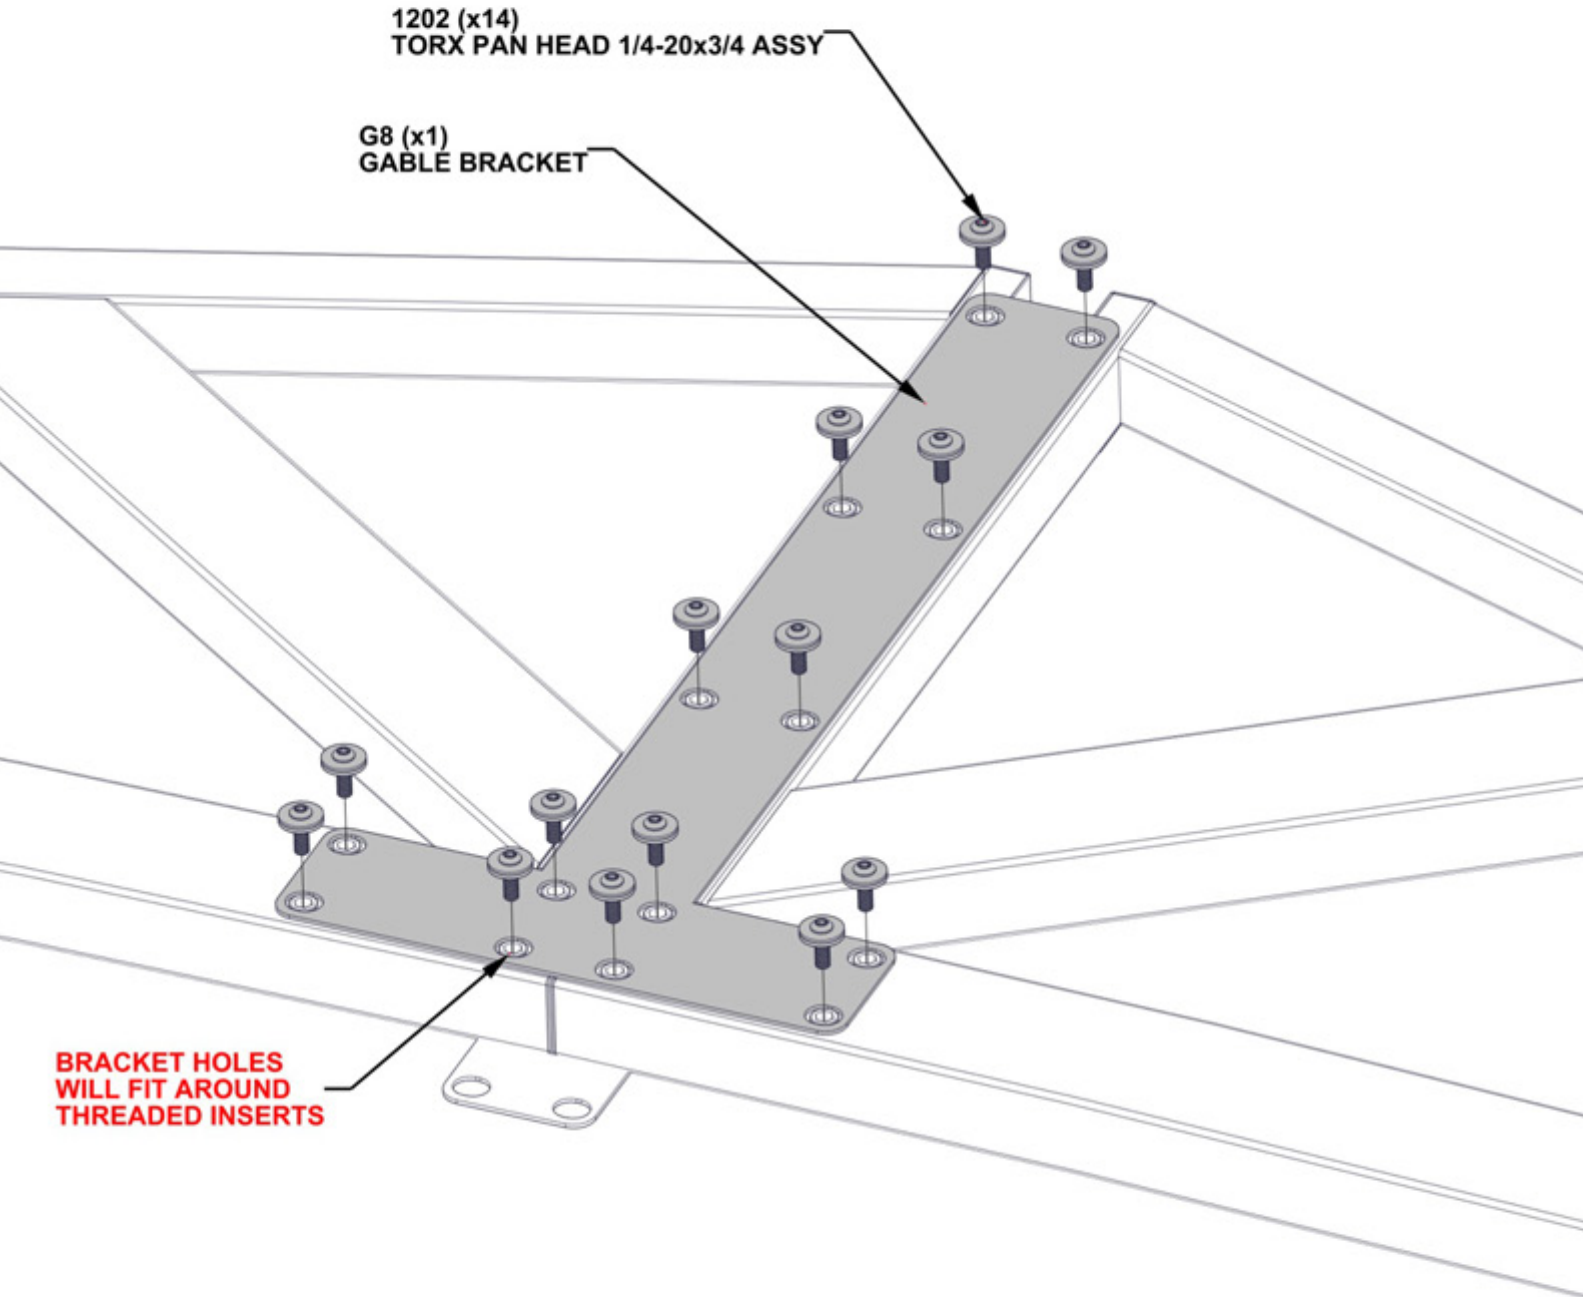 1202 (x14)
TORX PAN HEAD 1/4-20x3/4 ASSY
G8 (x1)
GABLE BRACKET
BRACKET HOLES
WILL FIT AROUND
THREADED INSERTS